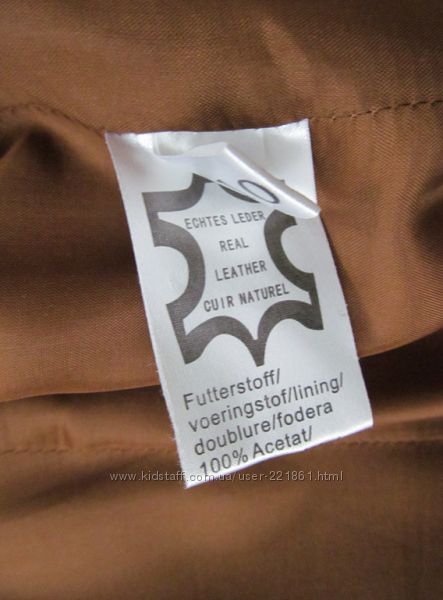 ECHTES LEDER
REAL
LEATHER
CUIR NATUREL
Futterstoff/
voeringstof/lining/
doublure/fodera
100% Acetat/
www.kidstaff.com.ua/user-221861.html